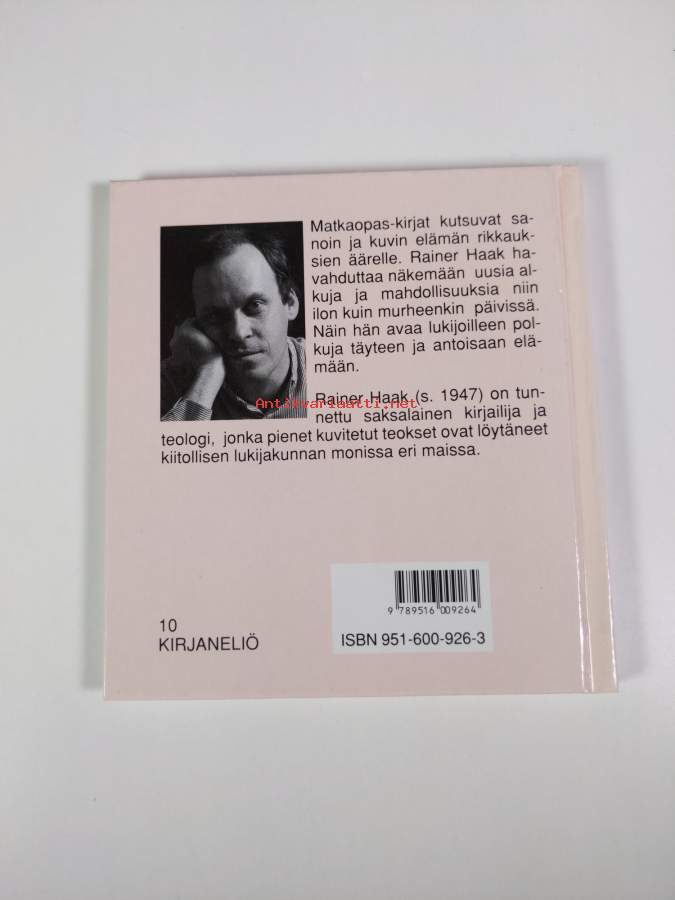 Matkaopas-kirjat kutsuvat sa-
noin ja kuvin elämän rikkauk-
sien äärelle. Rainer Haak ha-
vahduttaa näkemään uusia al-
kuja ja mahdollisuuksia niin
ilon kuin murheenkin päivissä.
Näin hän avaa lukijoilleen pol-
kuja täyteen ja antoisaan elä-
mään.
Rainer Haak (s. 1947) on tun-
nettu saksalainen kirjailija ja
teologi, jonka pienet kuvitetut teokset ovat löytäneet
kiitollisen lukijakunnan monissa eri maissa.
Antikvariaatti.net
9 789516 009264
ISBN 951-600-926-3
10
KIRJANELIÖ